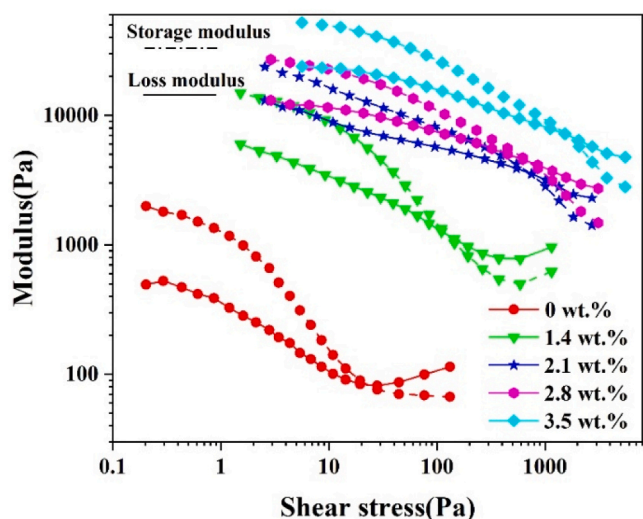 Storage modulus
Loss modulus
10000
1000
100
Modulus(Pa)
0 wt.%
1.4 wt.%
2.1 wt.%
2.8 wt.%
3.5 wt.%
0.1 1 10 100 1000
Shear stress(Pa)